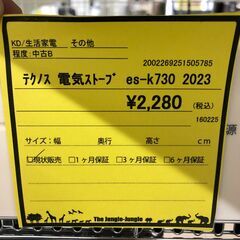 KD/生活家電 その他
程度:中古B
2002269251505785
ﾃｸﾉｽ 電気ｽﾄｰﾌﾞ es-k730 2023
¥2,280 (税込)
160225
サイズ:幅 奥行 高さ cm
□現状販売 □1ヶ月保証 □3ヶ月保証 □6ヶ月保証
The Jangle-Jungle
源